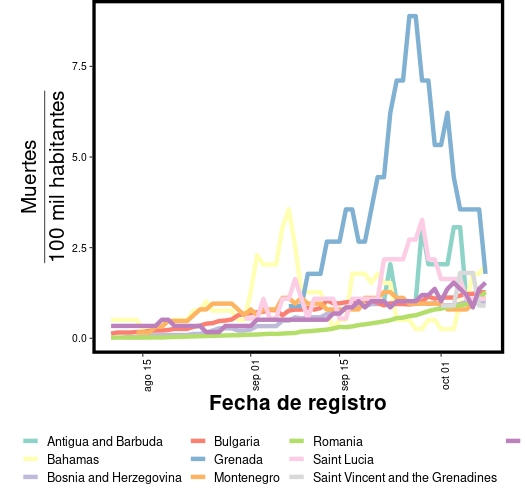 7.5
5.0
2.5
0.0
Muertes
100 mil habitantes
ago 15
sep 01
sep 15
oct 01
Fecha de registro
Antigua and Barbuda
Bulgaria
Romania
Bahamas
Grenada
Saint Lucia
Bosnia and Herzegovina
Montenegro
Saint Vincent and the Grenadines